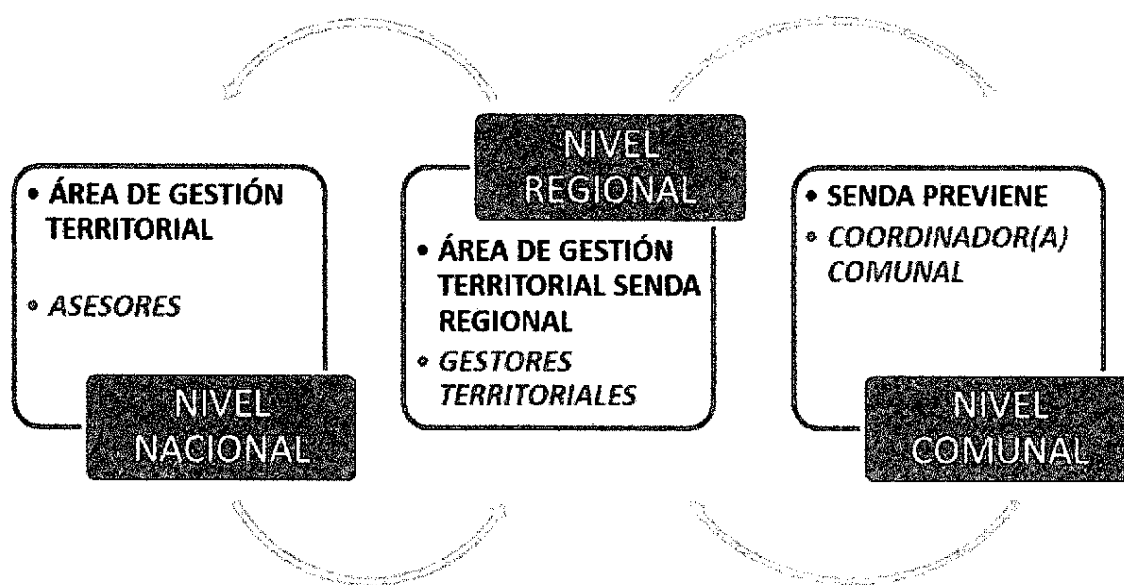 • ÁREA DE GESTIÓN
TERRITORIAL
• ASESORES
NIVEL
NACIONAL
NIVEL
REGIONAL
• ÁREA DE GESTIÓN
TERRITORIAL SENDA
REGIONAL
• GESTORES
TERRITORIALES
• SENDA PREVIENE
• COORDINADOR(A)
COMUNAL
NIVEL
COMUNAL